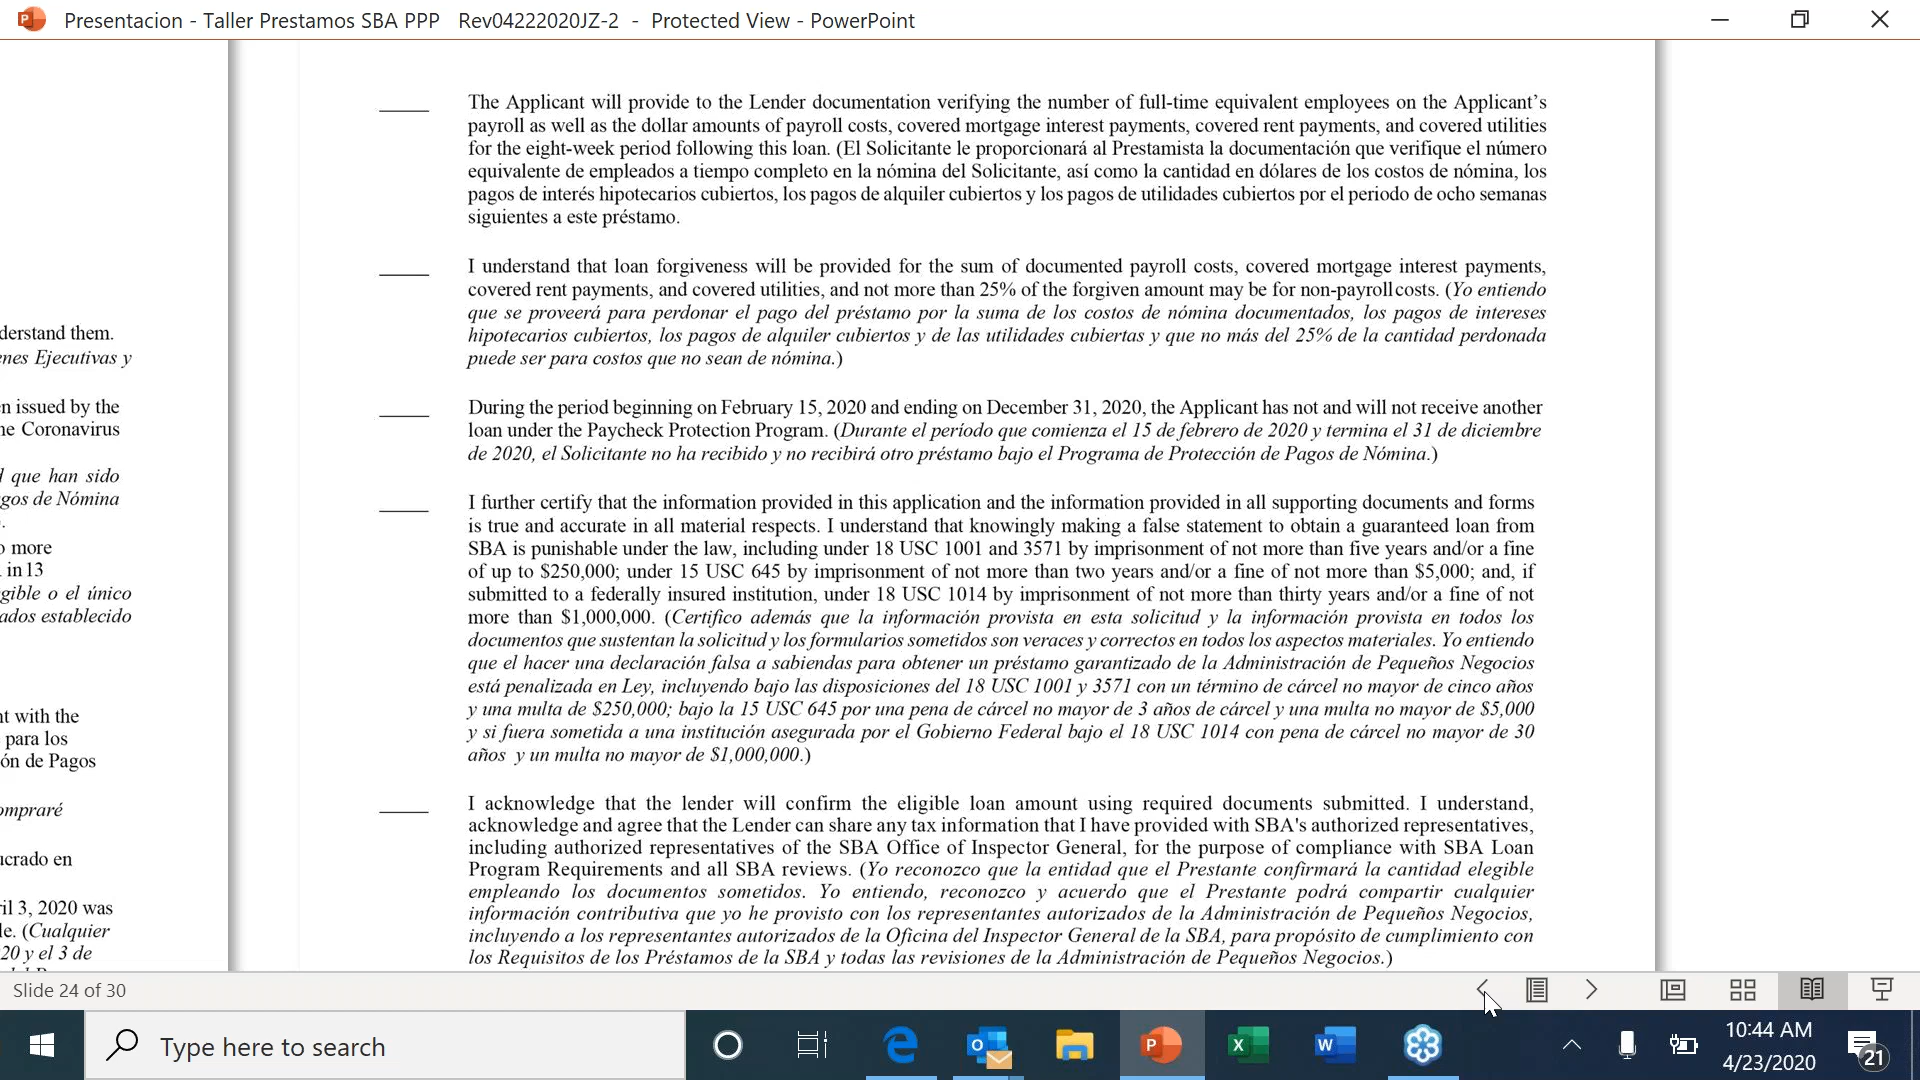 Presentacion - Taller Prestamos SBA PPP Rev04222020JZ-2 - Protected View - PowerPoint
The Applicant will provide to the Lender documentation verifying the number of full-time equivalent employees on the Applicant's
payroll as well as the dollar amounts of payroll costs, covered mortgage interest payments, covered rent payments, and covered utilities
for the eight-week period following this loan. (El Solicitante le proporcionará al Prestamista la documentación que verifique el número
equivalente de empleados a tiempo completo en la nómina del Solicitante, así como la cantidad en dólares de los costos de nómina, los
pagos de interés hipotecarios cubiertos, los pagos de alquiler cubiertos y los pagos de utilidades cubiertos por el periodo de ocho semanas
siguientes a este préstamo.
I understand that loan forgiveness will be provided for the sum of documented payroll costs, covered mortgage interest payments,
covered rent payments, and covered utilities, and not more than 25% of the forgiven amount may be for non-payroll costs. (Yo entiendo
que se proveerá para perdonar el pago del préstamo por la suma de los costos de nómina documentados, los pagos de intereses
hipotecarios cubiertos, los pagos de alquiler cubiertos y de las utilidades cubiertas y que no más del 25% de la cantidad perdonada
puede ser para costos que no sean de nómina.)
During the period beginning on February 15, 2020 and ending on December 31, 2020, the Applicant has not and will not receive another
loan under the Paycheck Protection Program. (Durante el período que comienza el 15 de febrero de 2020 y termina el 31 de diciembre
de 2020, el Solicitante no ha recibido y no recibirá otro préstamo bajo el Programa de Protección de Pagos de Nómina.)
I further certify that the information provided in this application and the information provided in all supporting documents and forms
is true and accurate in all material respects. I understand that knowingly making a false statement to obtain a guaranteed loan from
SBA is punishable under the law, including under 18 USC 1001 and 3571 by imprisonment of not more than five years and/or a fine
of up to $250,000; under 15 USC 645 by imprisonment of not more than two years and/or a fine of not more than $5,000; and, if
submitted to a federally insured institution, under 18 USC 1014 by imprisonment of not more than thirty years and/or a fine of not
more than $1,000,000. (Certifico además que la información provista en esta solicitud y la información provista en todos los
documentos que sustentan la solicitud y los formularios sometidos son veraces y correctos en todos los aspectos materiales. Yo entiendo
que el hacer una declaración falsa a sabiendas para obtener un préstamo garantizado de la Administración de Pequeños Negocios
está penalizada en Ley, incluyendo bajo las disposiciones del 18 USC 1001 y 3571 con un término de cárcel no mayor de cinco años
y una multa de $250,000; bajo la 15 USC 645 por una pena de cárcel no mayor de 3 años de cárcel y una multa no mayor de $5,000
y si fuera sometida a una institución asegurada por el Gobierno Federal bajo el 18 USC 1014 con pena de cárcel no mayor de 30
años y un multa no mayor de $1,000,000.)
I acknowledge that the lender will confirm the eligible loan amount using required documents submitted. I understand,
acknowledge and agree that the Lender can share any tax information that I have provided with SBA's authorized representatives,
including authorized representatives of the SBA Office of Inspector General, for the purpose of compliance with SBA Loan
Program Requirements and all SBA reviews. (Yo reconozco que la entidad que el Prestante confirmará la cantidad elegible
empleando los documentos sometidos. Yo entiendo, reconozco y acuerdo que el Prestante podrá compartir cualquier
información contributiva que yo he provisto con los representantes autorizados de la Administración de Pequeños Negocios,
incluyendo a los representantes autorizados de la Oficina del Inspector General de la SBA, para propósito de cumplimiento con
los Requisitos de los Préstamos de la SBA y todas las revisiones de la Administración de Pequeños Negocios.)
derstand them.
enes Ejecutivas y
n issued by the
ne Coronavirus
que han sido
gos de Nómina
).
o more
in 13
gible o el único
ados establecido
nt with the
para los
ón de Pagos
ompraré
ucrado en
ril 3, 2020 was
le. (Cualquier
20 y el 3 de
Slide 24 of 30
Type here to search
10:44 AM
4/23/2020
21